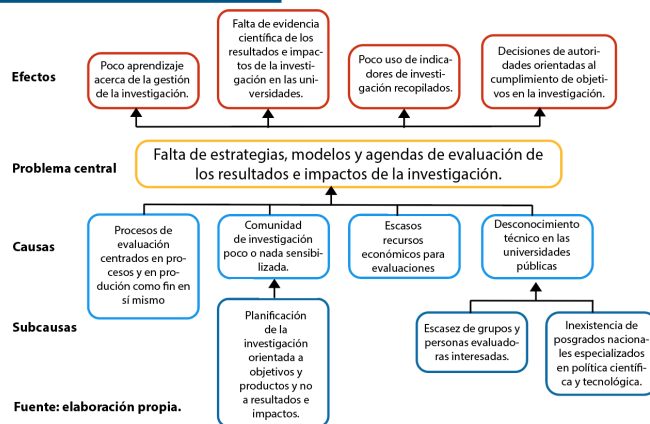 Efectos
Poco aprendizaje
acerca de la gestión
de la investigación.
Falta de evidencia
científica de los
resultados e impac-
tos de la investi-
gación en las uni-
versidades.
Poco uso de indica-
dores de investi-
gación recopilados.
Decisiones de autori-
dades orientadas al
cumplimiento de objeti-
vos en la investigación.
Problema central
Falta de estrategias, modelos y agendas de evaluación de
los resultados e impactos de la investigación.
Causas
Procesos de
evaluación
centrados en pro-
cesos y en pro-
dución como fin en
sí mismo
Comunidad
de investigación
poco o nada sensibi-
lizada.
Escasos
recursos
económicos para
evaluaciones
Desconocimiento
técnico en las
universidades
públicas
Subcausas
Planificación
de la
investigación
orientada a
objetivos y
productos y no
a resultados e
impactos.
Escasez de grupos y
personas evaluado-
ras interesadas.
Inexistencia de
posgrados naciona-
les especializados
en política científi-
ca y tecnológica.
Fuente: elaboración propia.